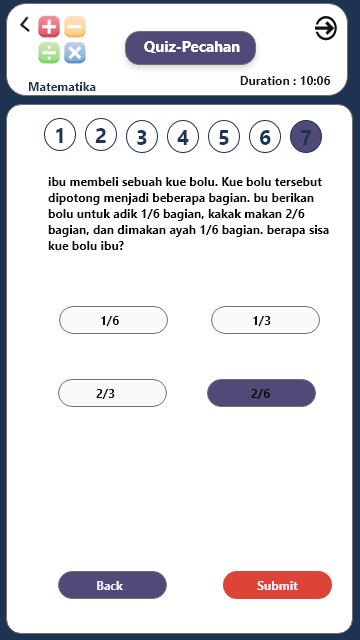 Quiz-Pecahan
Matematika
Duration : 10:06
1 2 3 4 5 6 7
ibu membeli sebuah kue bolu. Kue bolu tersebut
dipotong menjadi beberapa bagian. bu berikan
bolu untuk adik 1/6 bagian, kakak makan 2/6
bagian, dan dimakan ayah 1/6 bagian. berapa sisa
kue bolu ibu?
1/6
1/3
2/3
2/6
Back
Submit